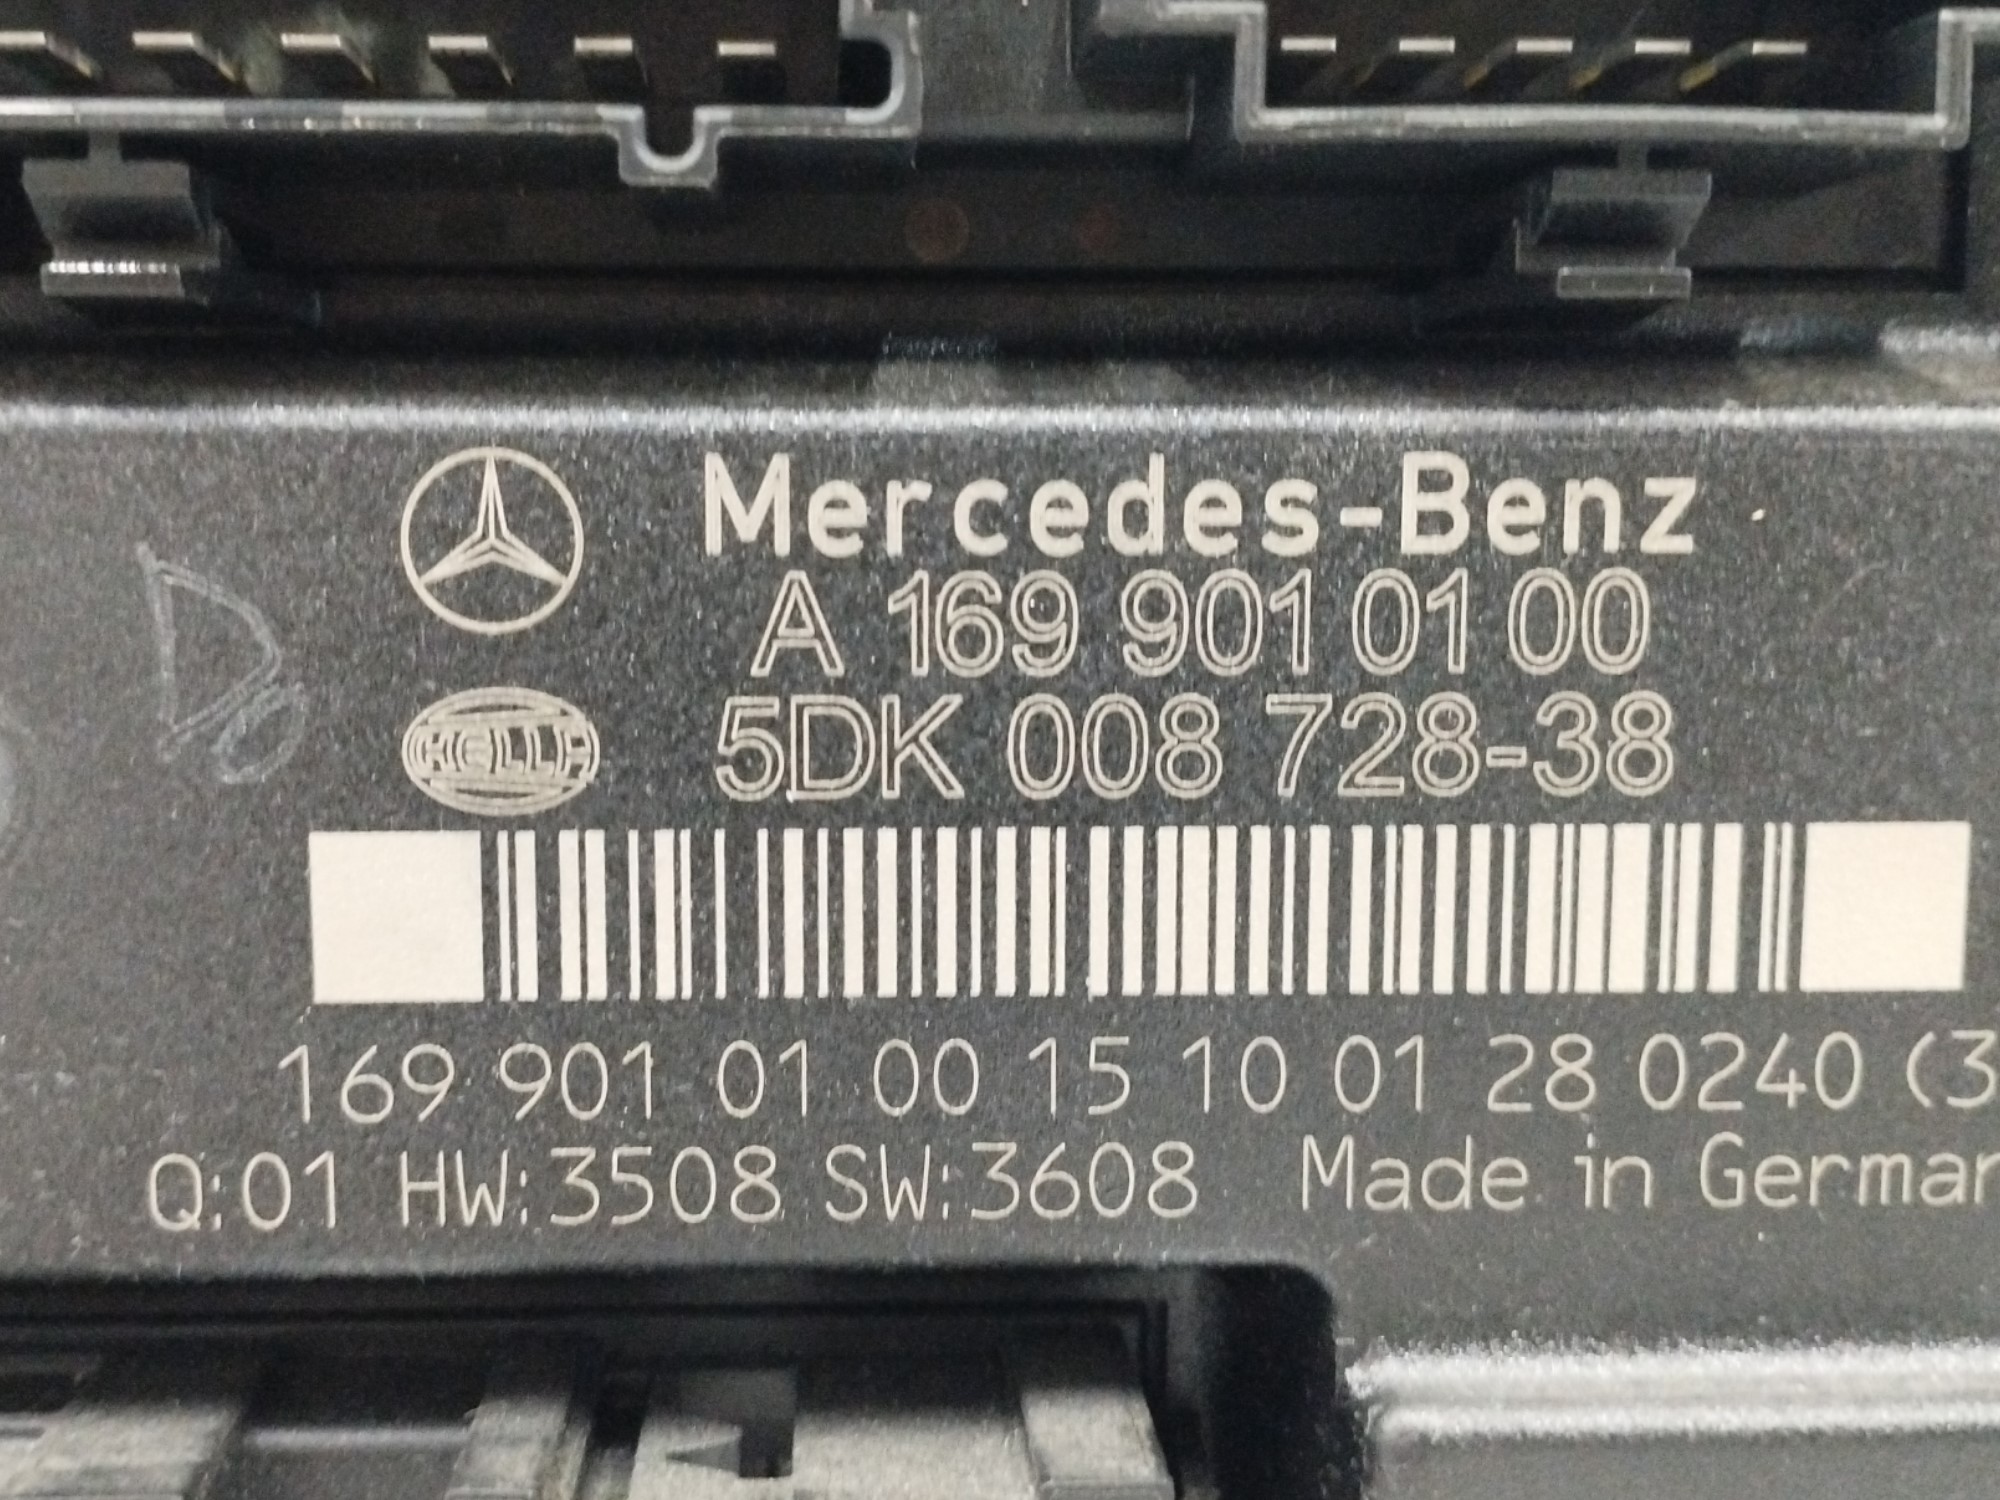 Mercedes-Benz
A 169 901 01 00
HELLA
5DK 008 728-38
169 901 01 00 15 10 01 28 0240 (3
Q:01 HW:3508 SW:3608 Made in German